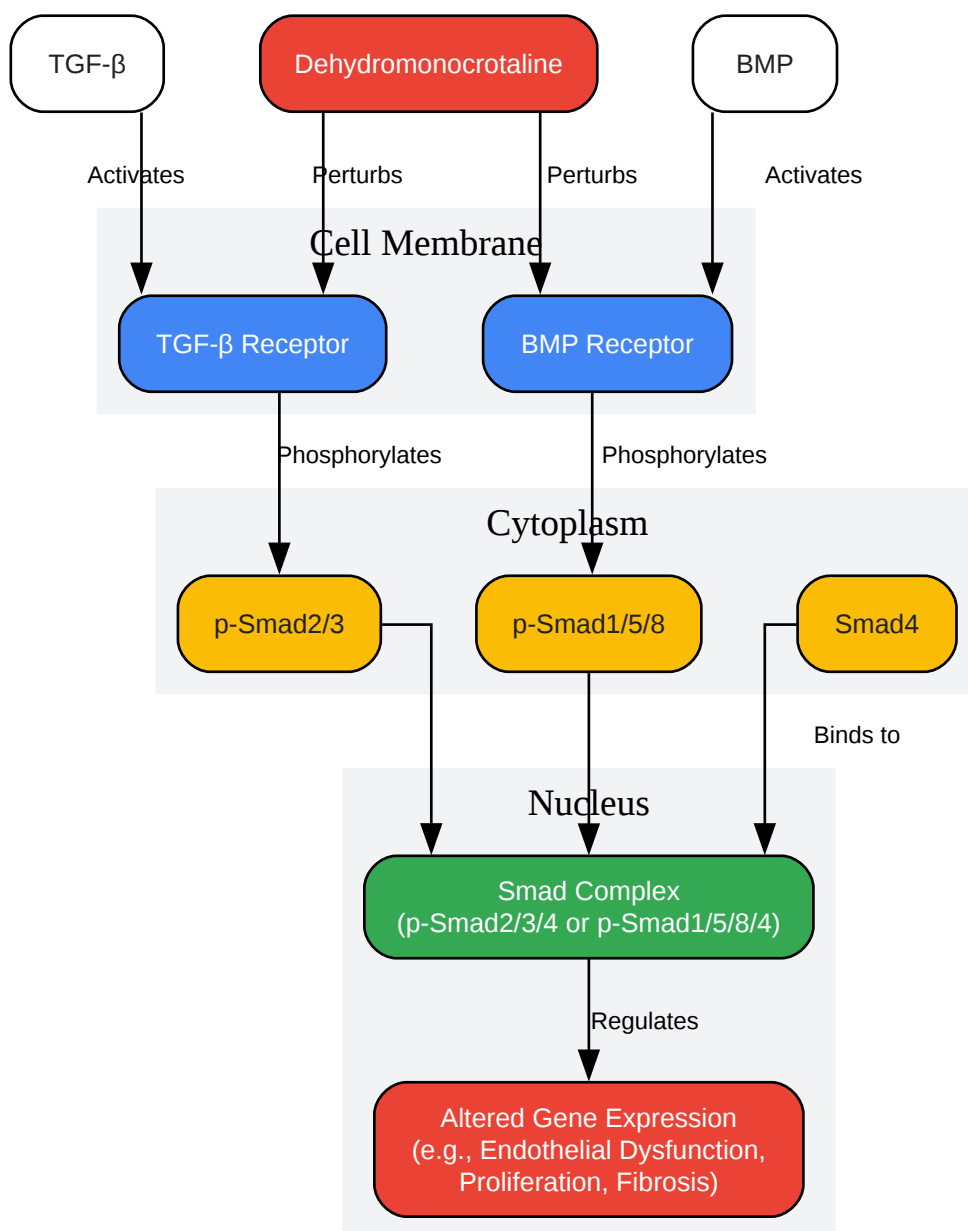 TGF-β
Dehydromonocrotaline
BMP
Activates
Perturbs
Perturbs
Activates
Cell Membrane
TGF-β Receptor
BMP Receptor
Phosphorylates
Phosphorylates
Cytoplasm
p-Smad2/3
p-Smad1/5/8
Smad4
Binds to
Nucleus
Smad Complex
(p-Smad2/3/4 or p-Smad1/5/8/4)
Regulates
Altered Gene Expression
(e.g., Endothelial Dysfunction,
Proliferation, Fibrosis)